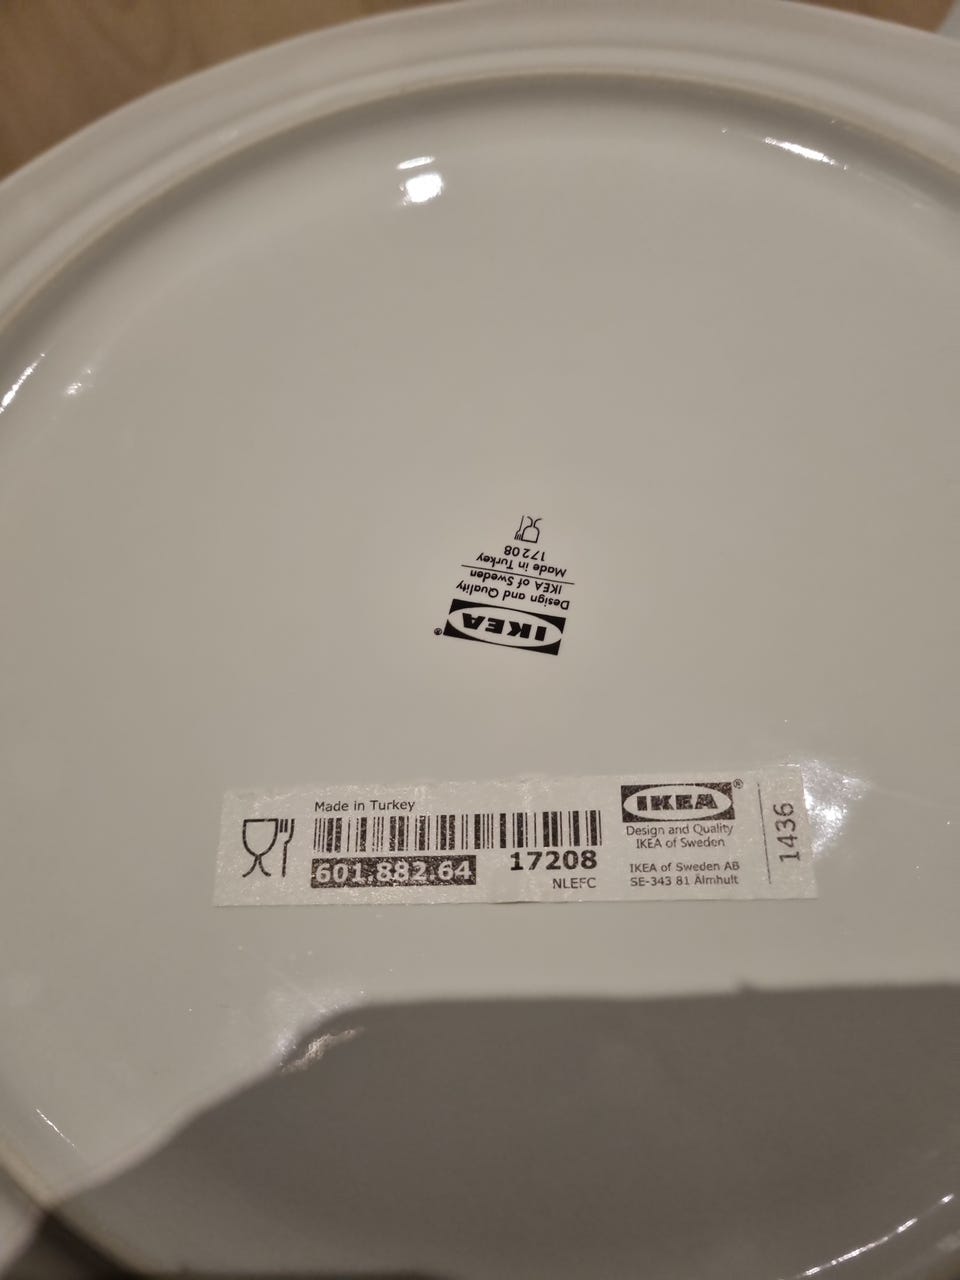 172 08
Made in Turkey
IKEA of Sweden
Design and Quality
IKEA®
Made in Turkey
601.882.64
17208
NLEFC
IKEA®
Design and Quality
IKEA of Sweden
IKEA of Sweden AB
SE-343 81 Älmhult
1436